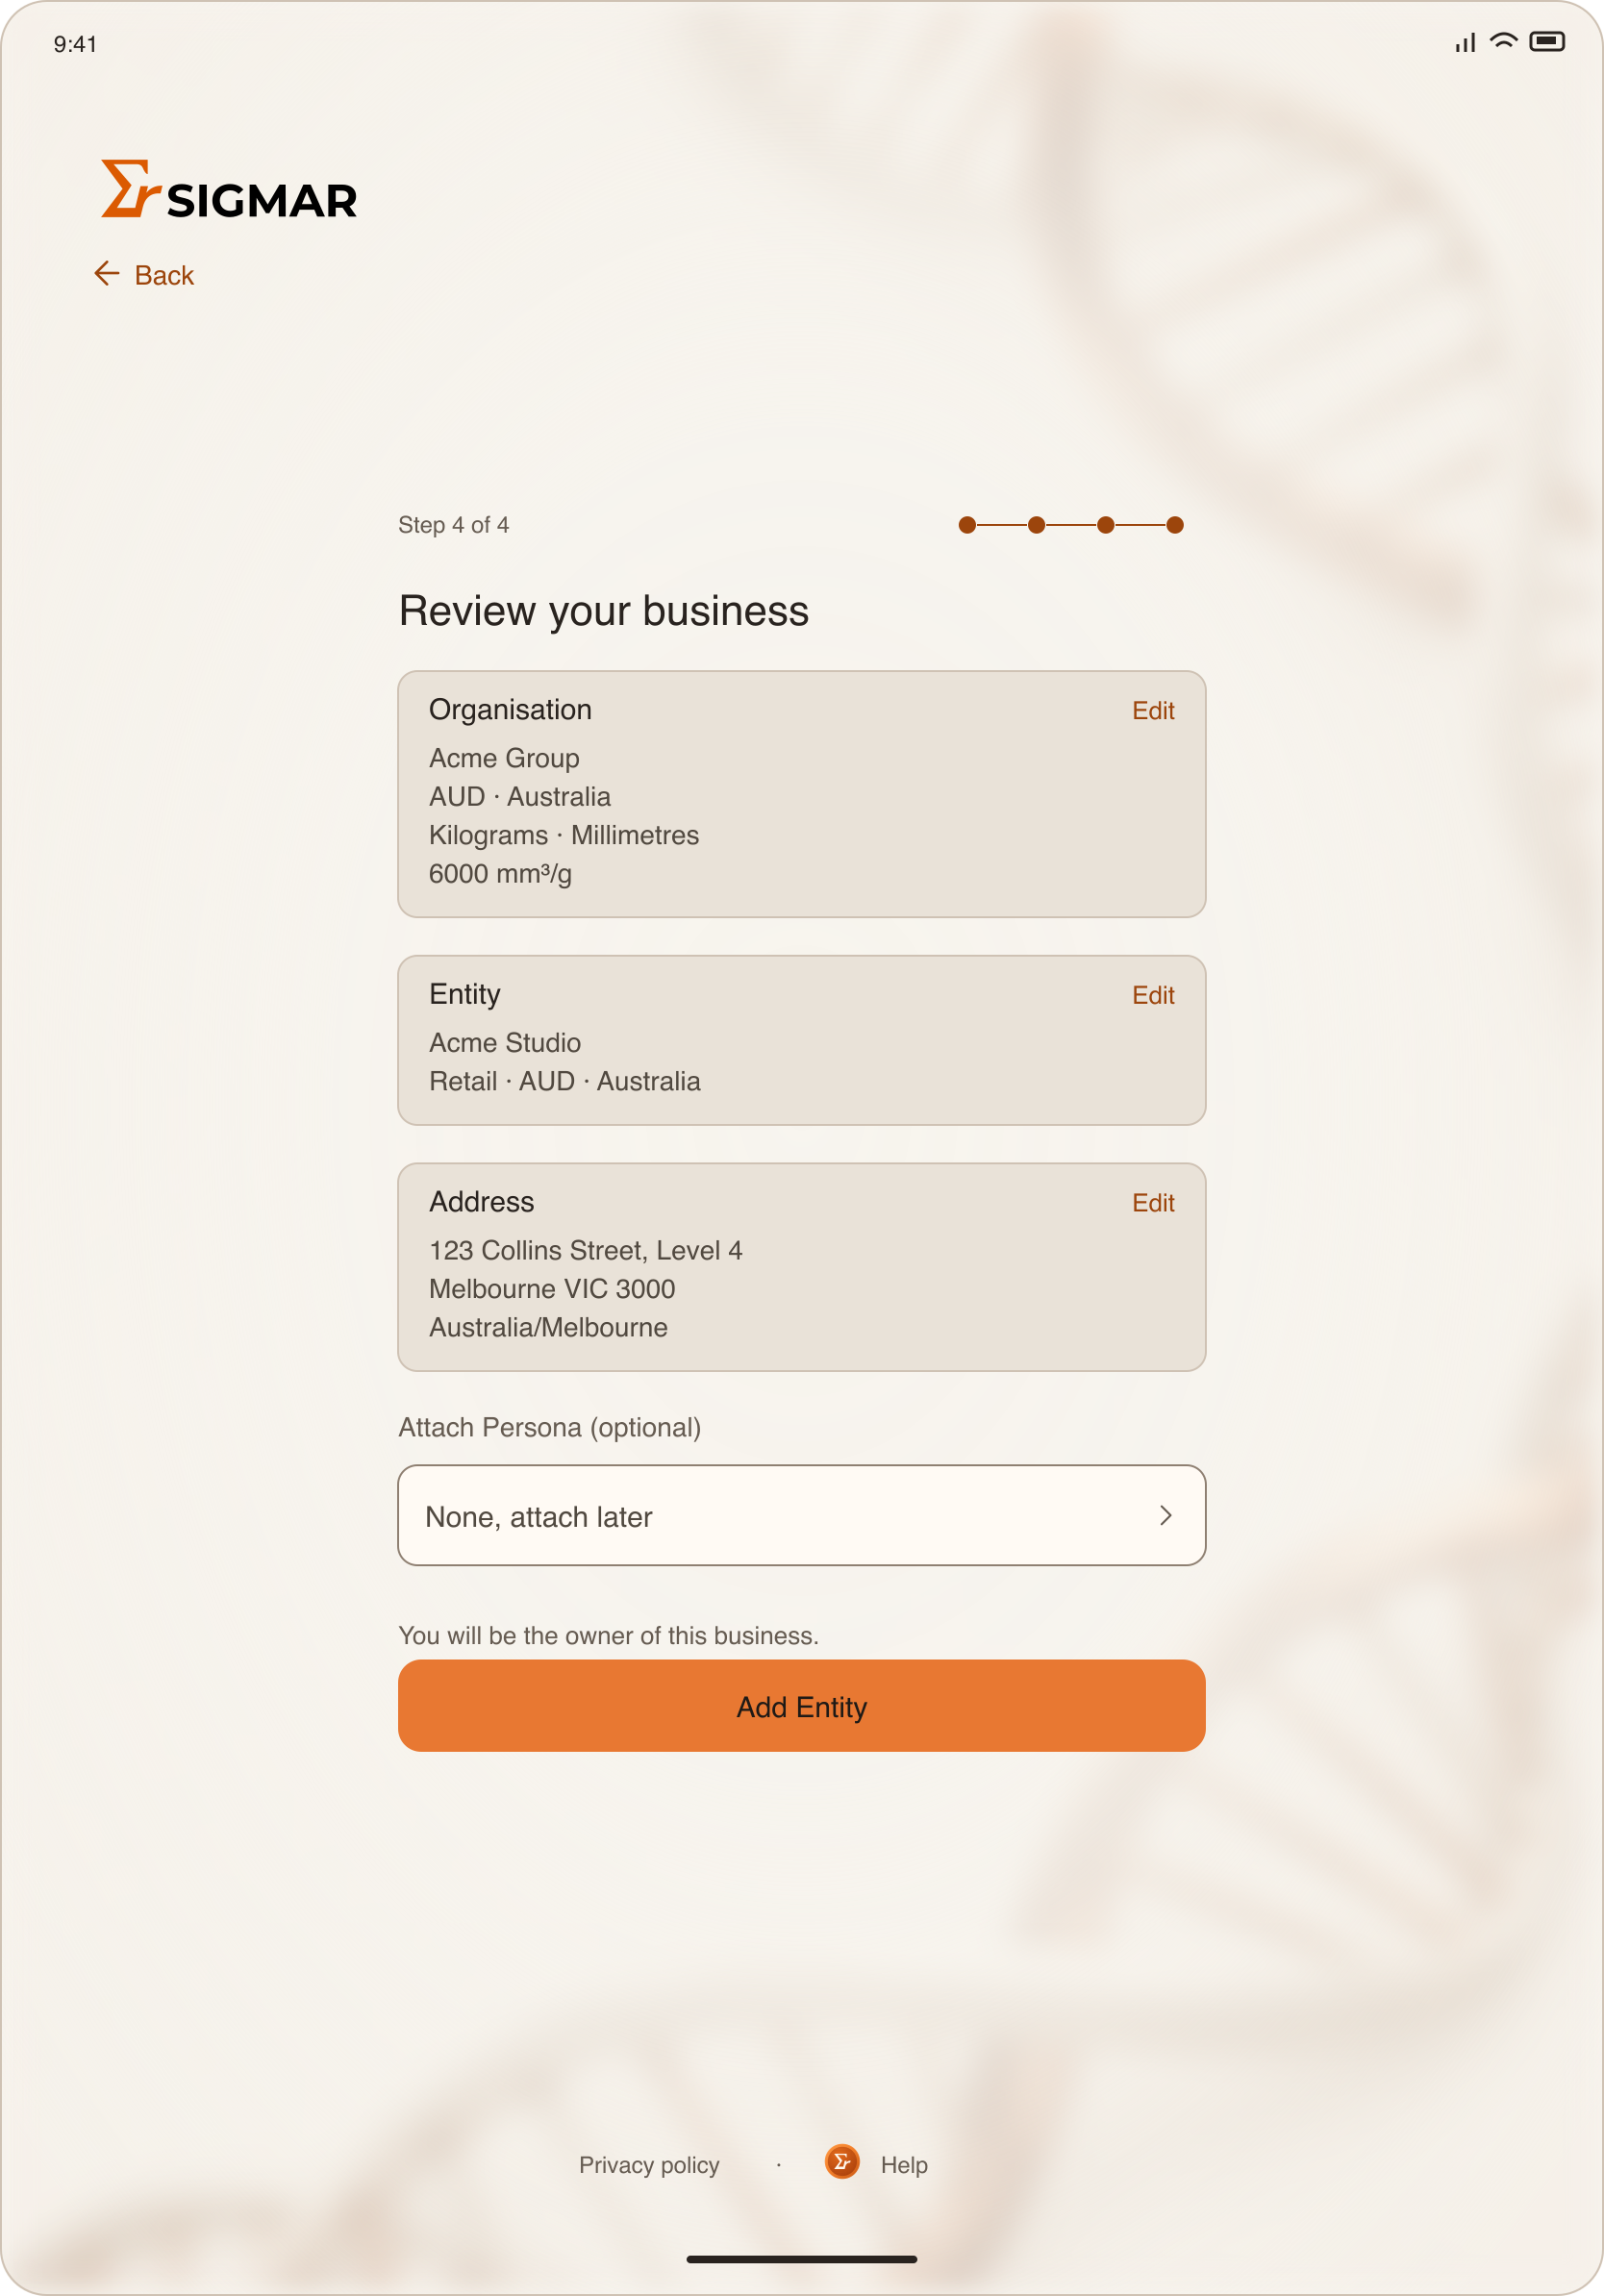 9:41
Σr SIGMAR
Back
Step 4 of 4
Review your business
Organisation
Edit
Acme Group
AUD · Australia
Kilograms · Millimetres
6000 mm³/g
Entity
Edit
Acme Studio
Retail · AUD · Australia
Address
Edit
123 Collins Street, Level 4
Melbourne VIC 3000
Australia/Melbourne
Attach Persona (optional)
None, attach later
You will be the owner of this business.
Add Entity
Privacy policy · Σr Help